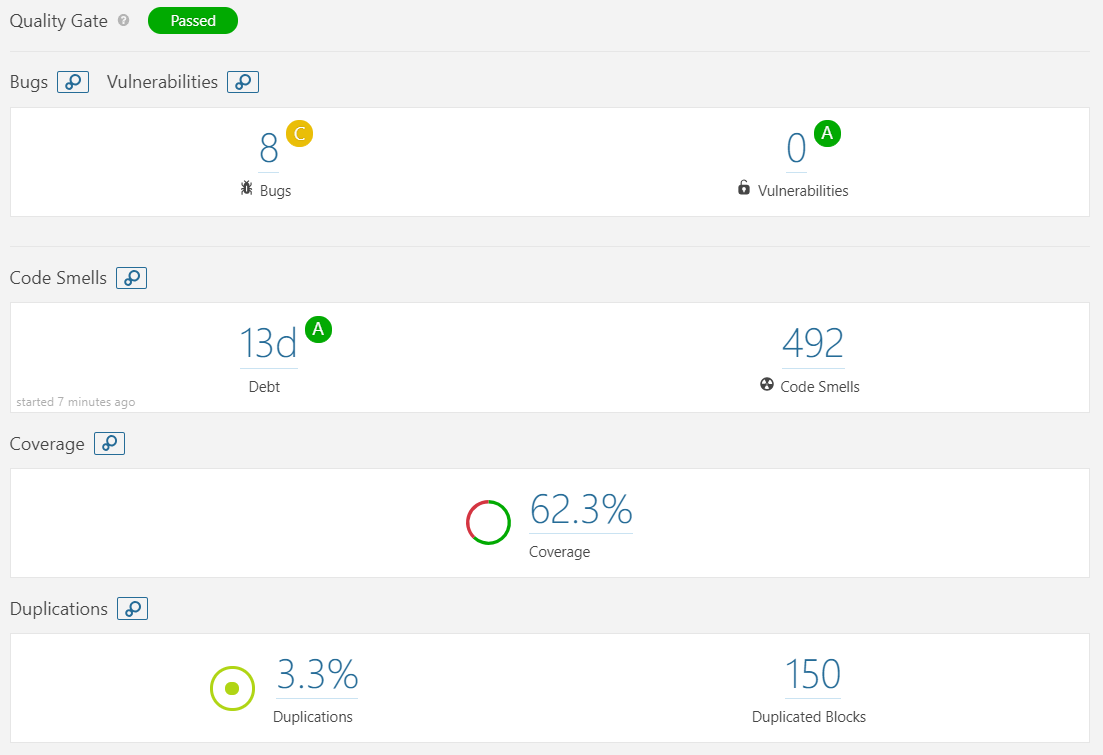 Quality Gate ? Passed
Bugs Vulnerabilities
8 C 0 A
Bugs Vulnerabilities
Code Smells
13d A 492
Debt Code Smells
started 7 minutes ago
Coverage
62.3%
Coverage
Duplications
3.3% 150
Duplications Duplicated Blocks